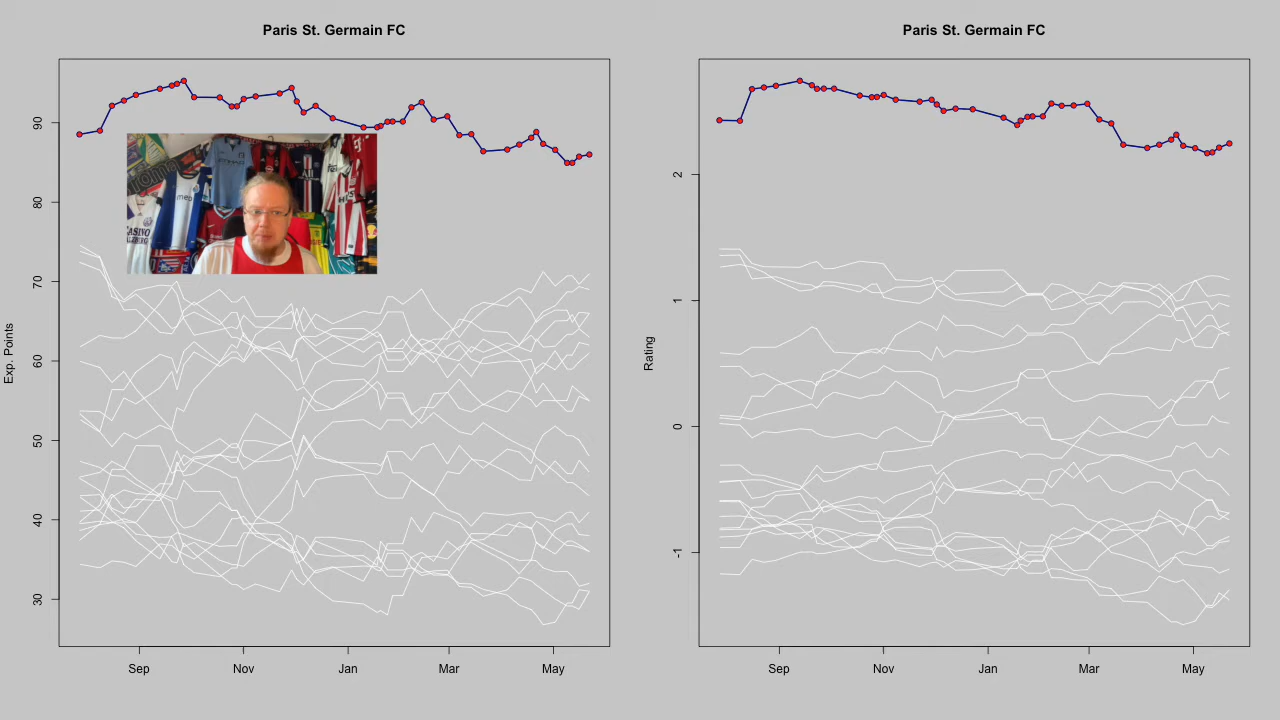 Paris St. Germain FC
Exp. Points
90
80
70
60
50
40
30
Sep Nov Jan Mar May
Paris St. Germain FC
Rating
2
1
0
-1
Sep Nov Jan Mar May